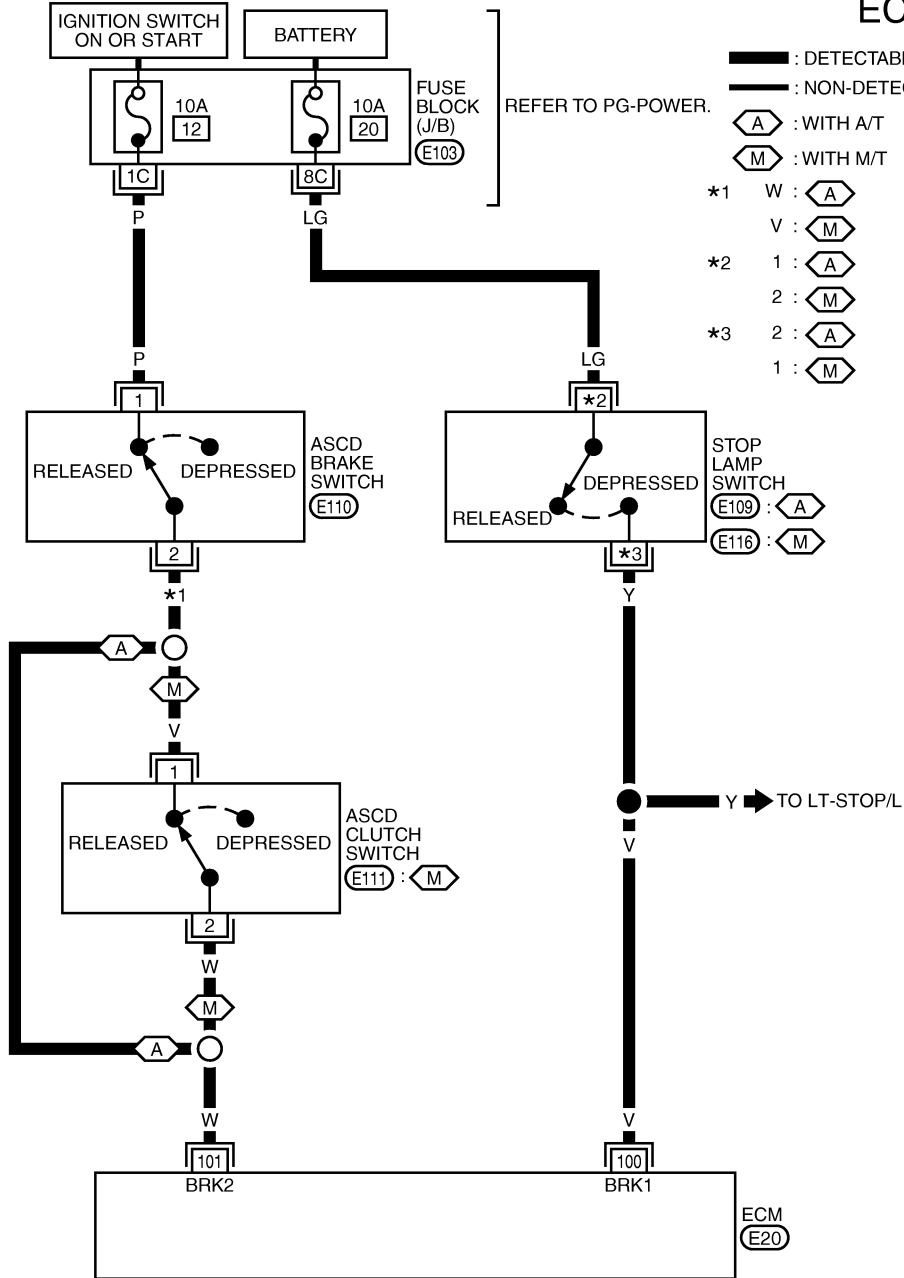 EC
IGNITION SWITCH
ON OR START
BATTERY
10A
12
10A
20
FUSE
BLOCK
(J/B)
E103
REFER TO PG-POWER.
1C
8C
P
LG
: DETECTABL
: NON-DETEC
A : WITH A/T
M : WITH M/T
*1 W : A
V : M
*2 1 : A
2 : M
*3 2 : A
1 : M
P
LG
1
*2
RELEASED
DEPRESSED
ASCD
BRAKE
SWITCH
E110
DEPRESSED
RELEASED
STOP
LAMP
SWITCH
E109 : A
E116 : M
2
*3
*1
Y
A
M
V
1
RELEASED
DEPRESSED
ASCD
CLUTCH
SWITCH
E111 : M
Y
TO LT-STOP/L
V
2
W
M
A
W
V
101
100
BRK2
BRK1
ECM
E20